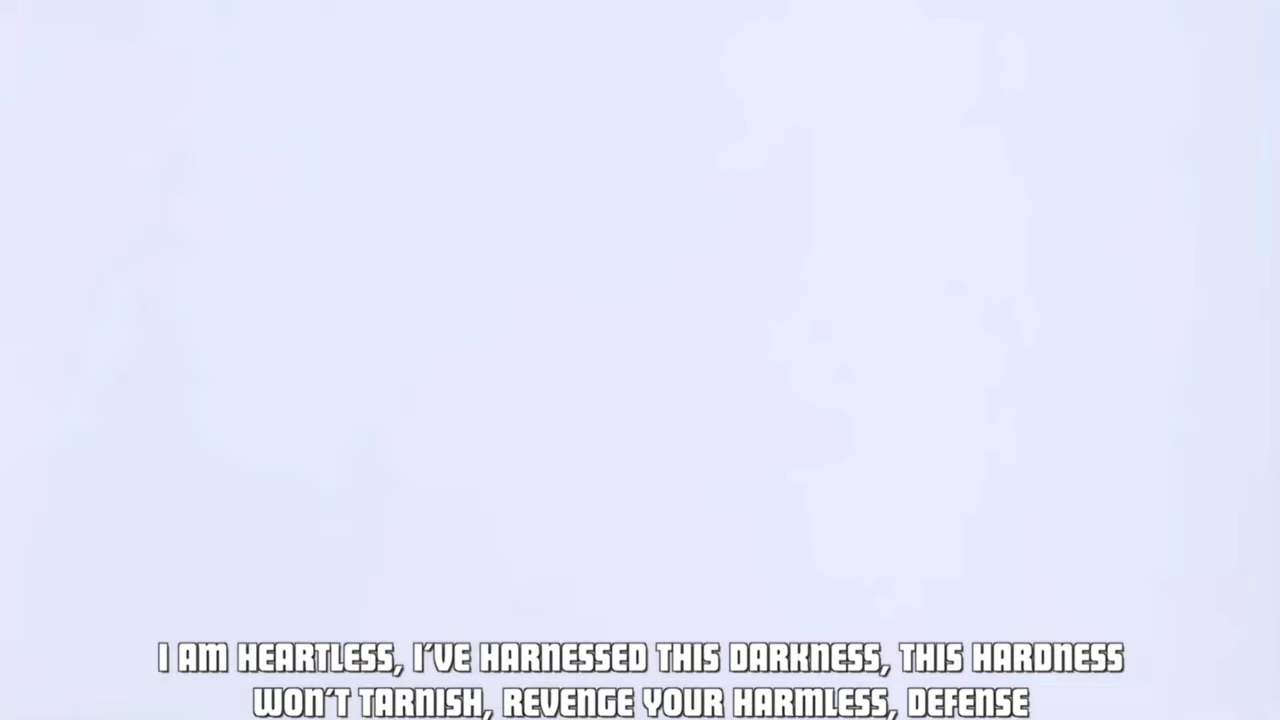 I AM HEARTLESS, I'VE HARNESSED THIS DARKNESS, THIS HARDNESS
WON'T TARNISH, REVENGE YOUR HARMLESS, DEFENSE